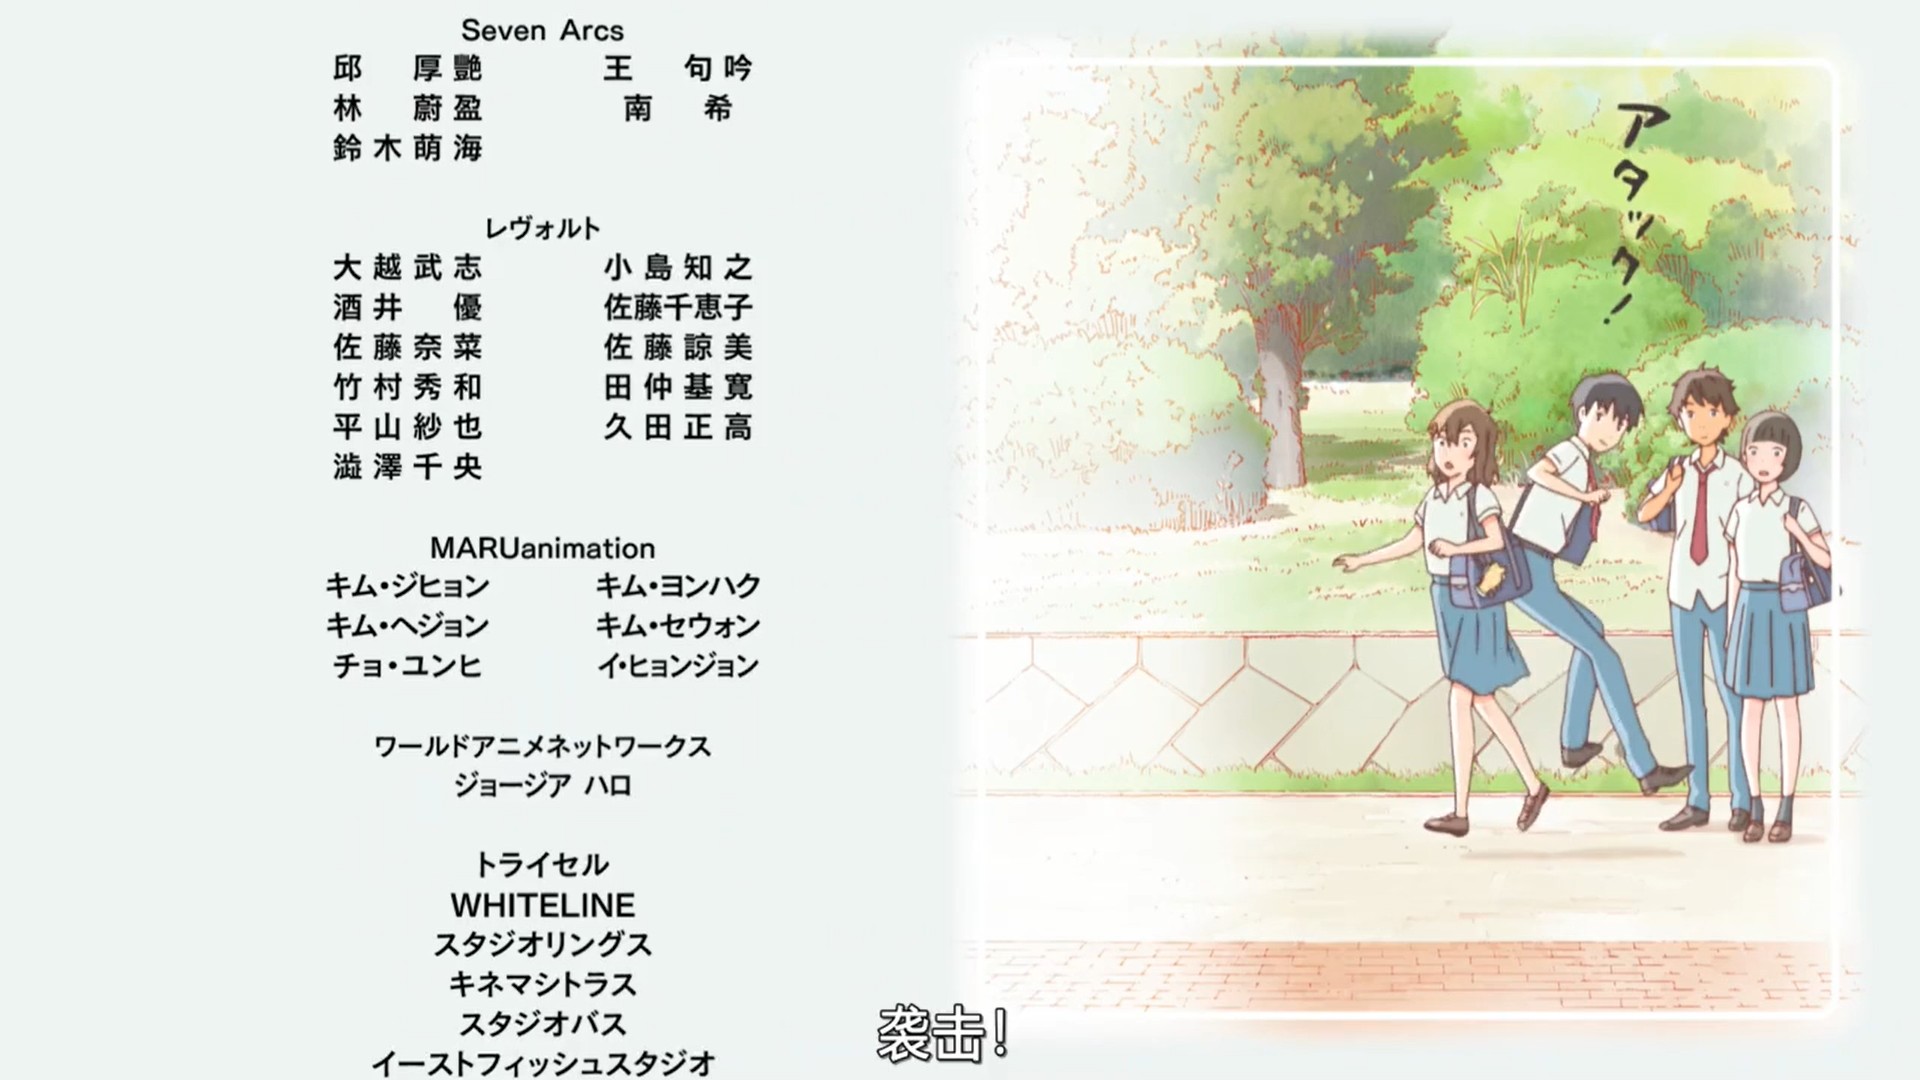 Seven Arcs
邱 厚艶 王 句吟
林 蔚盈 南 希
鈴木萌海
レヴォルト
大越武志 小島知之
酒井 優 佐藤千恵子
佐藤奈菜 佐藤諒美
竹村秀和 田仲基寛
平山紗也 久田正高
澁澤千央
MARUanimation
キム・ジヒョン キム・ヨンハク
キム・ヘジョン キム・セウォン
チョ・ユンヒ イ・ヒョンジョン
ワールドアニメネットワークス
ジョージア ハロ
トライセル
WHITELINE
スタジオリングス
キネマシトラス
スタジオバス
イーストフィッシュスタジオ
アタック!
袭击!